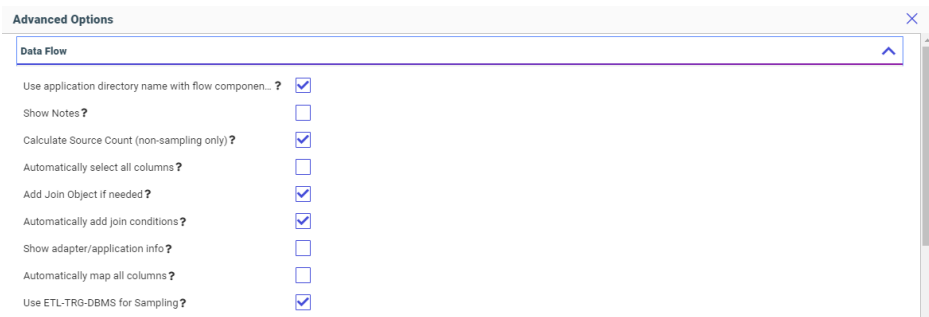 Advanced Options
Data Flow
Use application directory name with flow componen... ?
Show Notes ?
Calculate Source Count (non-sampling only) ?
Automatically select all columns ?
Add Join Object if needed ?
Automatically add join conditions ?
Show adapter/application info ?
Automatically map all columns ?
Use ETL-TRG-DBMS for Sampling ?